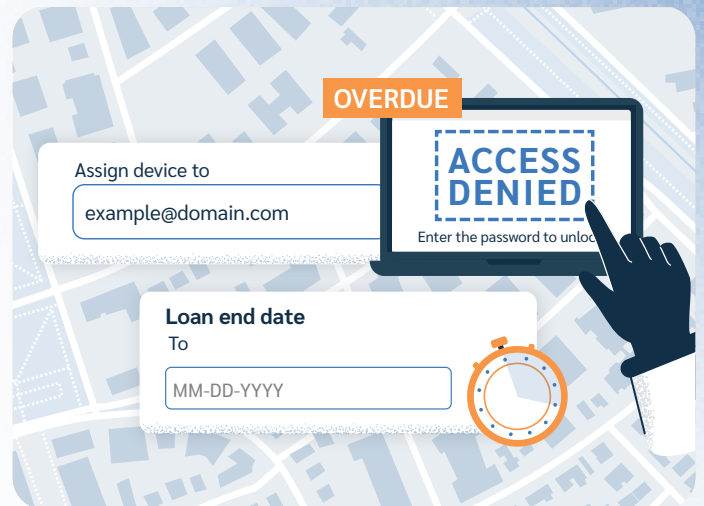 OVERDUE
ACCESS
DENIED
Enter the password to unloc
Assign device to
example@domain.com
Loan end date
To
MM-DD-YYYY